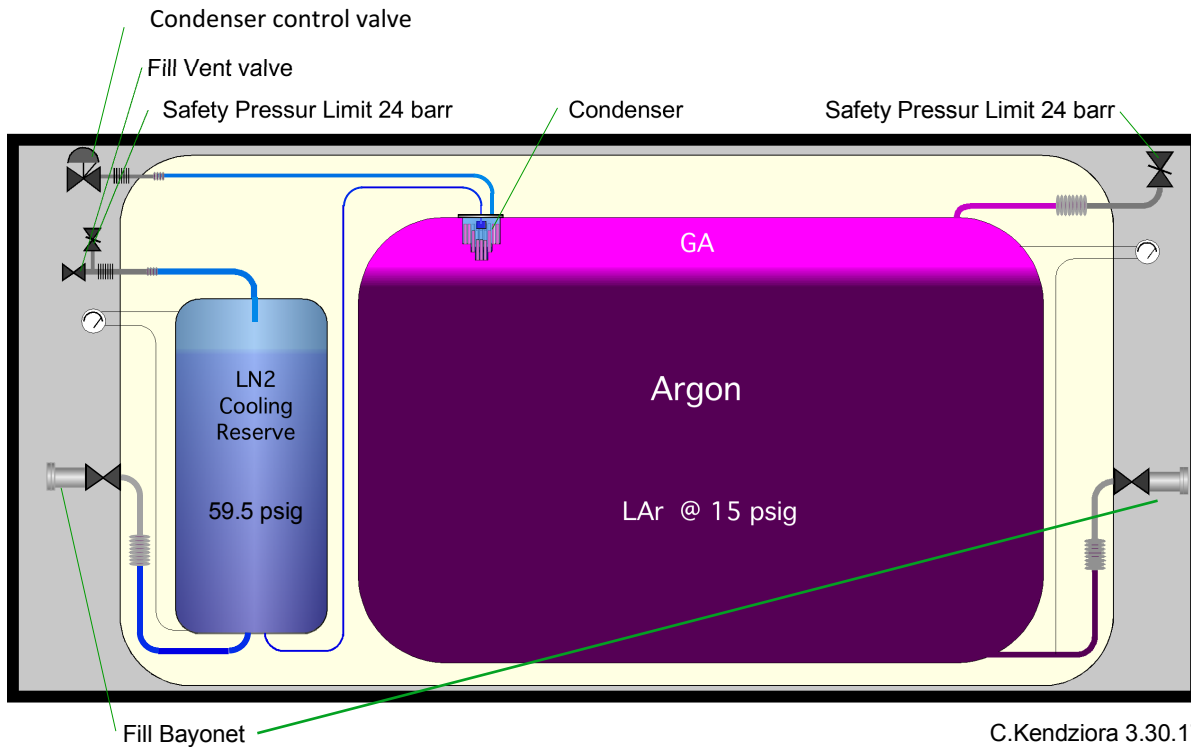 Condenser control valve
Fill Vent valve
Safety Pressur Limit 24 barr
Condenser
Safety Pressur Limit 24 barr
GA
LN2
Cooling
Reserve
59.5 psig
Argon
LAr @ 15 psig
Fill Bayonet
C.Kendziora 3.30.1